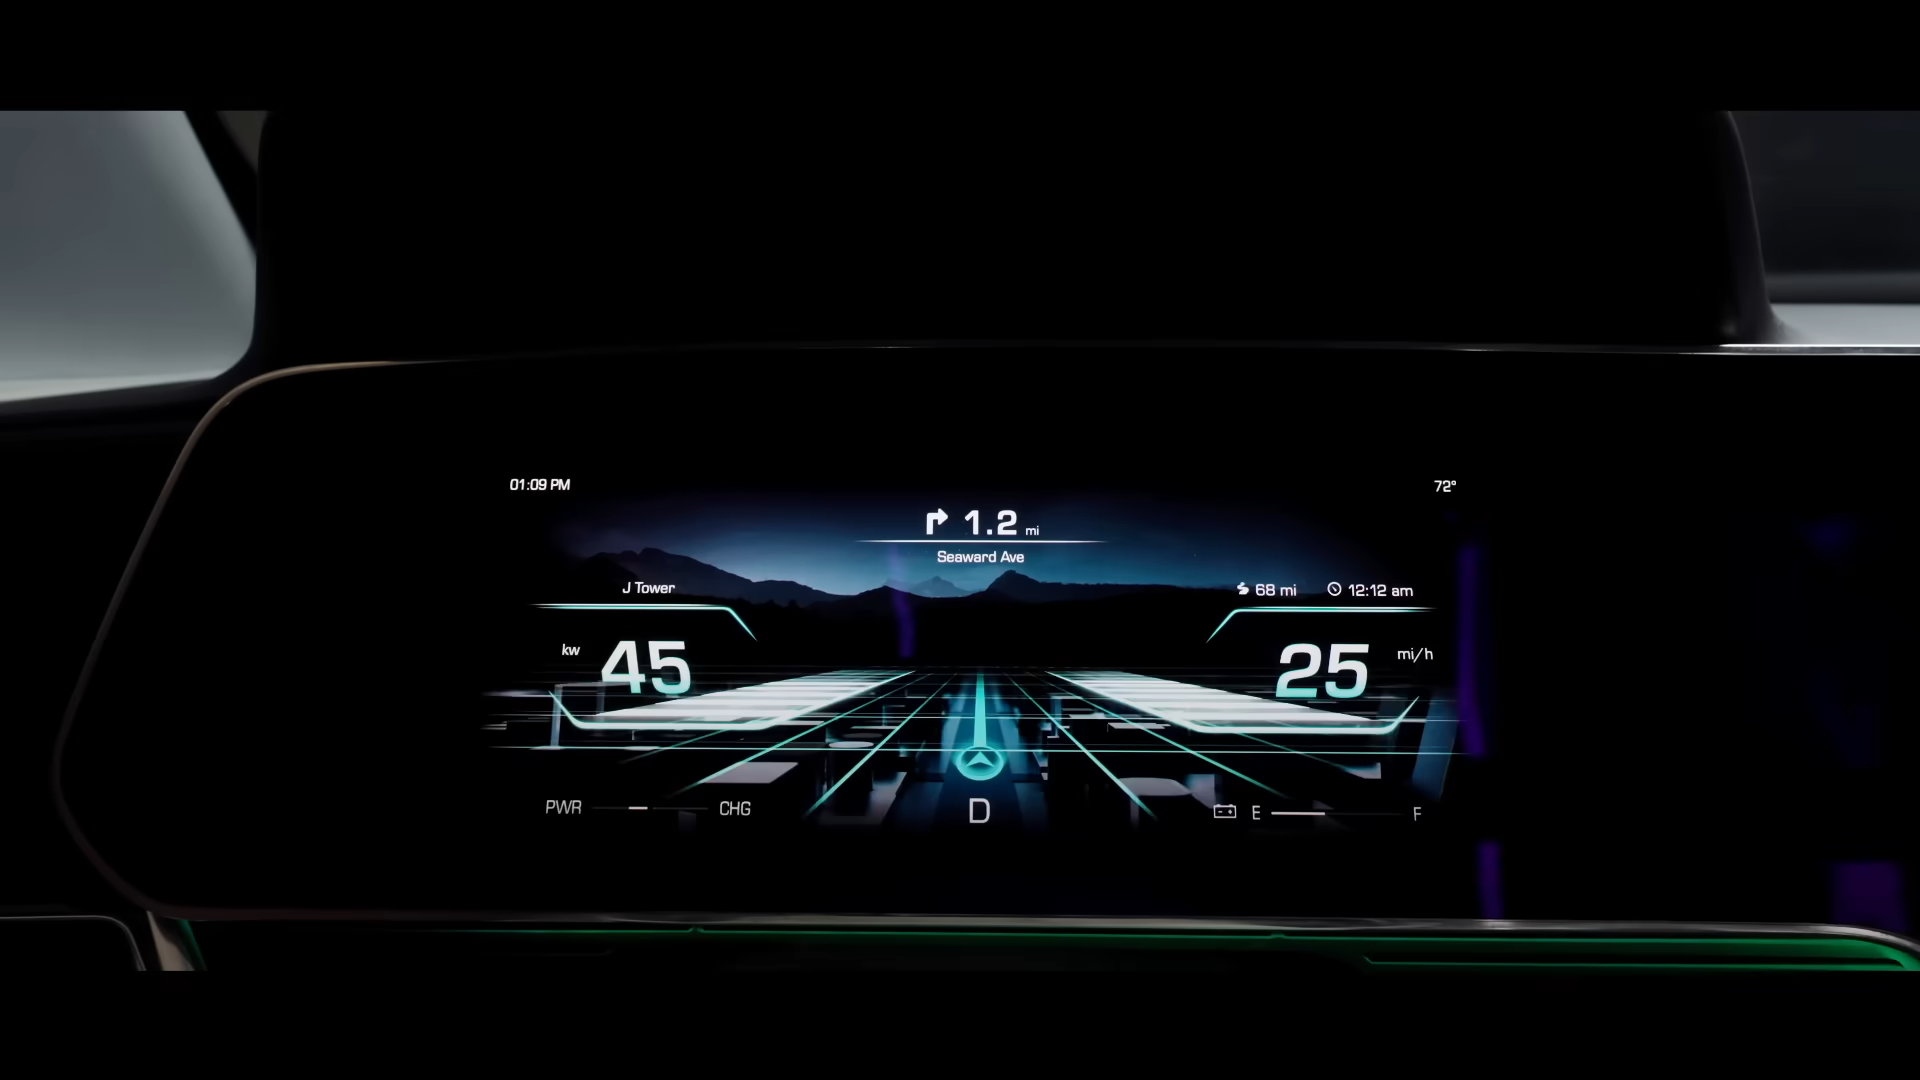 01:09 PM
72°
1.2 mi
Seaward Ave
J Tower
68 mi 12:12 am
kw 45
25 mi/h
PWR CHG
D
E F